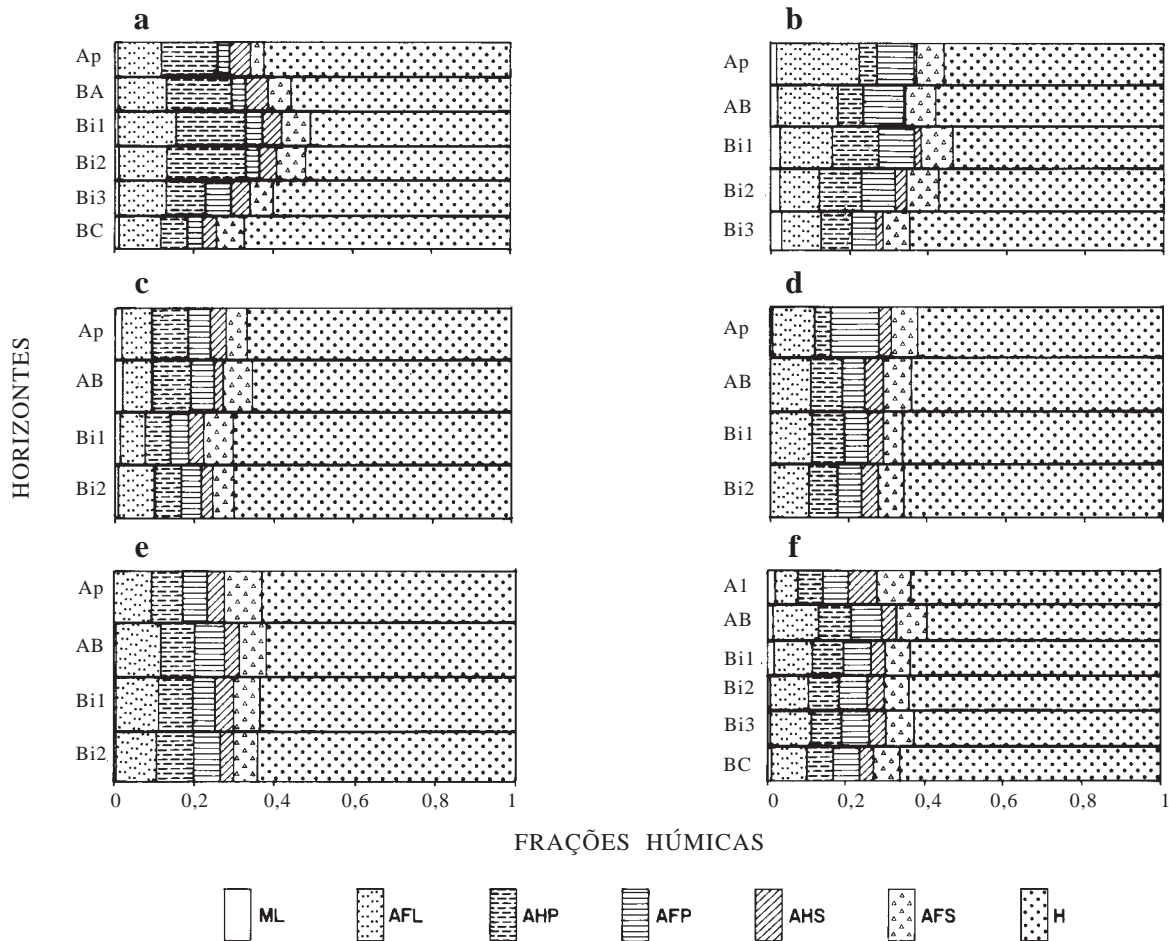 a
Ap
BA
Bi1
Bi2
Bi3
BC
b
Ap
AB
Bi1
Bi2
Bi3
c
Ap
AB
Bi1
Bi2
d
Ap
AB
Bi1
Bi2
e
Ap
AB
Bi1
Bi2
0 0,2 0,4 0,6 0,8 1
f
A1
AB
Bi1
Bi2
Bi3
BC
0 0,2 0,4 0,6 0,8 1
HORIZONTES
FRAÇÕES HÚMICAS
ML AFL AHP AFP AHS AFS H